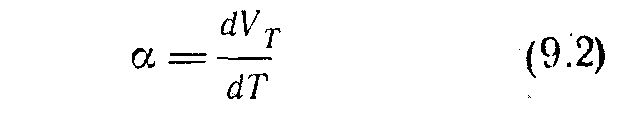 α = dV_T / dT (9.2)